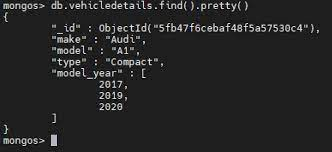 mongos> db.vehicledetails.find().pretty()
{
        "_id" : ObjectId("5fb47f6cebaf48f5a57530c4"),
        "make" : "Audi",
        "model" : "A1",
        "type" : "Compact",
        "model_year" : [
                2017,
                2019,
                2020
        ]
}
mongos>